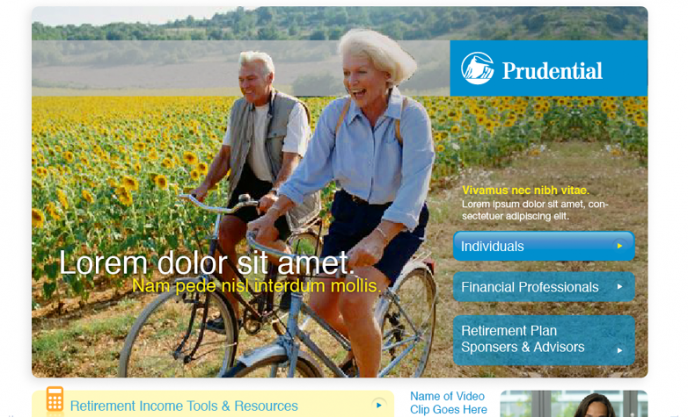 Prudential
Vivamus nec nibh vitae.
Lorem ipsum dolor sit amet, con-
sectetuer adipiscing elit.
Individuals
Lorem dolor sit amet.
Nam pede nisl interdum mollis.
Financial Professionals
Retirement Plan
Sponsers & Advisors
Retirement Income Tools & Resources
Name of Video
Clip Goes Here